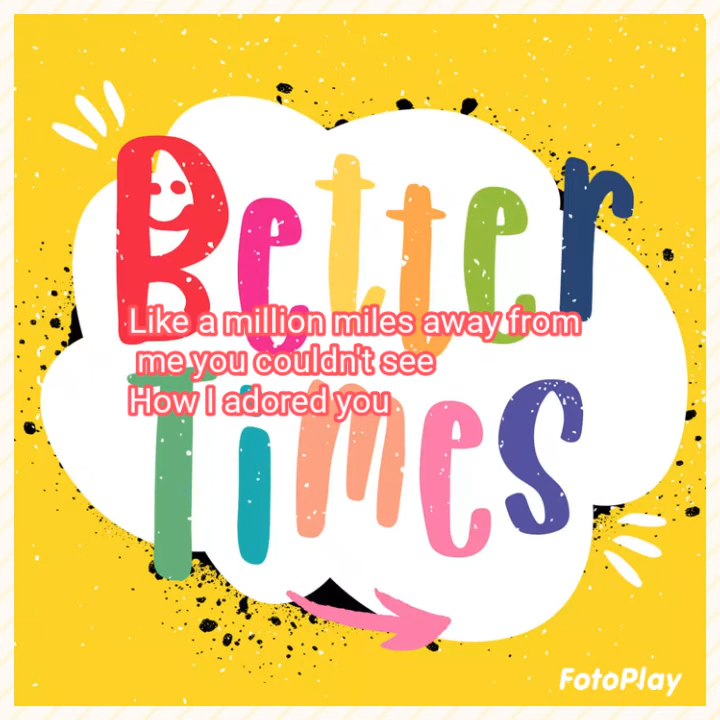 Better
Like a million miles away from
me you couldn't see
How I adored you
Times
FotoPlay